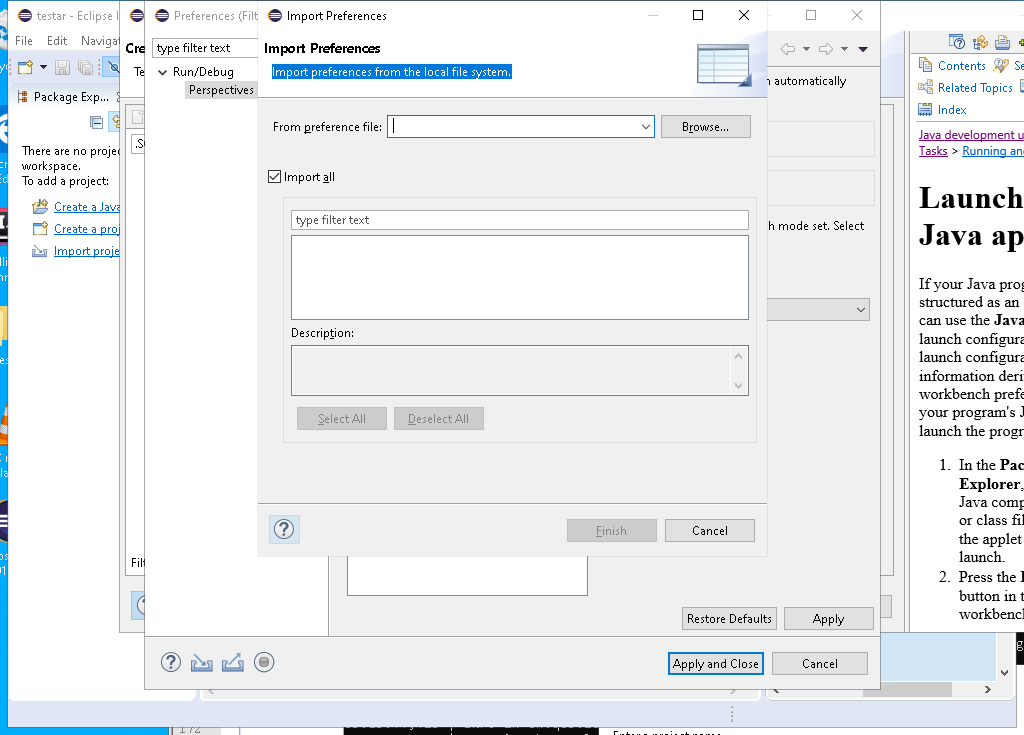 testar - Eclipse I
File Edit Navigat
Package Exp...
There are no projec
workspace.
To add a project:
Create a Java
Create a proj
Import proje
Cre
Preferences (Filt
type filter text
Run/Debug
Perspectives
Import Preferences
Import Preferences
Import preferences from the local file system.
From preference file:
Browse...
Import all
type filter text
Description:
Select All
Deselect All
Finish
Cancel
automatically
h mode set. Select
Restore Defaults
Apply
Apply and Close
Cancel
Contents
Related Topics
Index
Java development u
Tasks > Running an
Launch
Java ap
If your Java prog
structured as an
can use the Java
launch configura
launch configura
information deri
workbench prefe
your program's J
launch the progr
1. In the Pac
Explorer,
Java comp
or class fil
the applet
launch.
2. Press the
button in t
workbencl
172